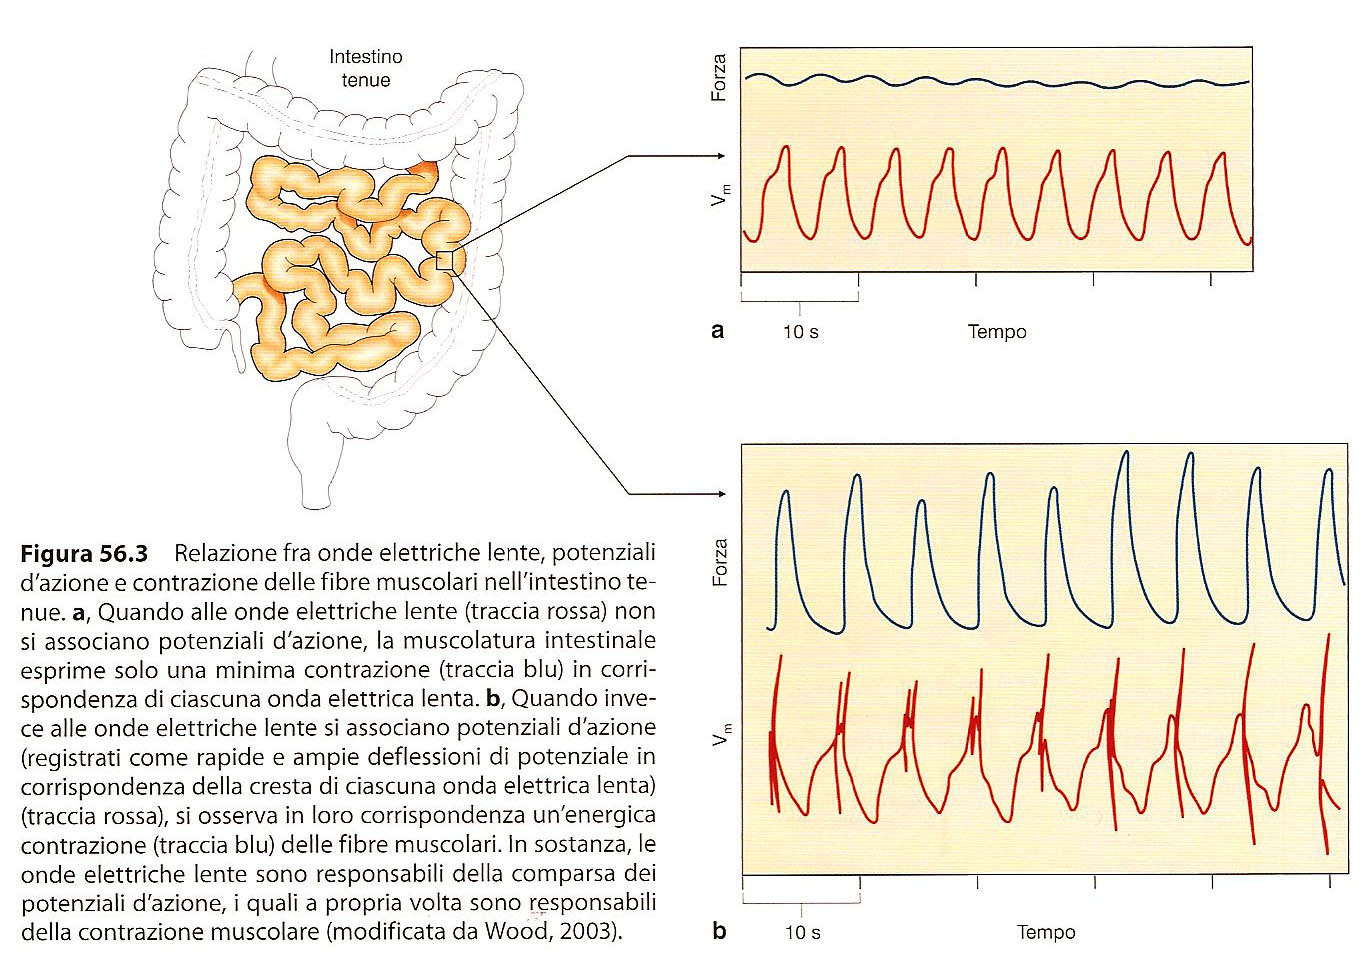 Intestino
tenue
Forza
Vm
10 s
a
Tempo
Forza
Vm
10 s
b
Tempo
Figura 56.3 Relazione fra onde elettriche lente, potenziali
d'azione e contrazione delle fibre muscolari nell'intestino te-
nue. a, Quando alle onde elettriche lente (traccia rossa) non
si associano potenziali d'azione, la muscolatura intestinale
esprime solo una minima contrazione (traccia blu) in corri-
spondenza di ciascuna onda elettrica lenta. b, Quando inve-
ce alle onde elettriche lente si associano potenziali d'azione
(registrati come rapide e ampie deflessioni di potenziale in
corrispondenza della cresta di ciascuna onda elettrica lenta)
(traccia rossa), si osserva in loro corrispondenza un'energica
contrazione (traccia blu) delle fibre muscolari. In sostanza, le
onde elettriche lente sono responsabili della comparsa dei
potenziali d'azione, i quali a propria volta sono responsabili
della contrazione muscolare (modificata da Wood, 2003).